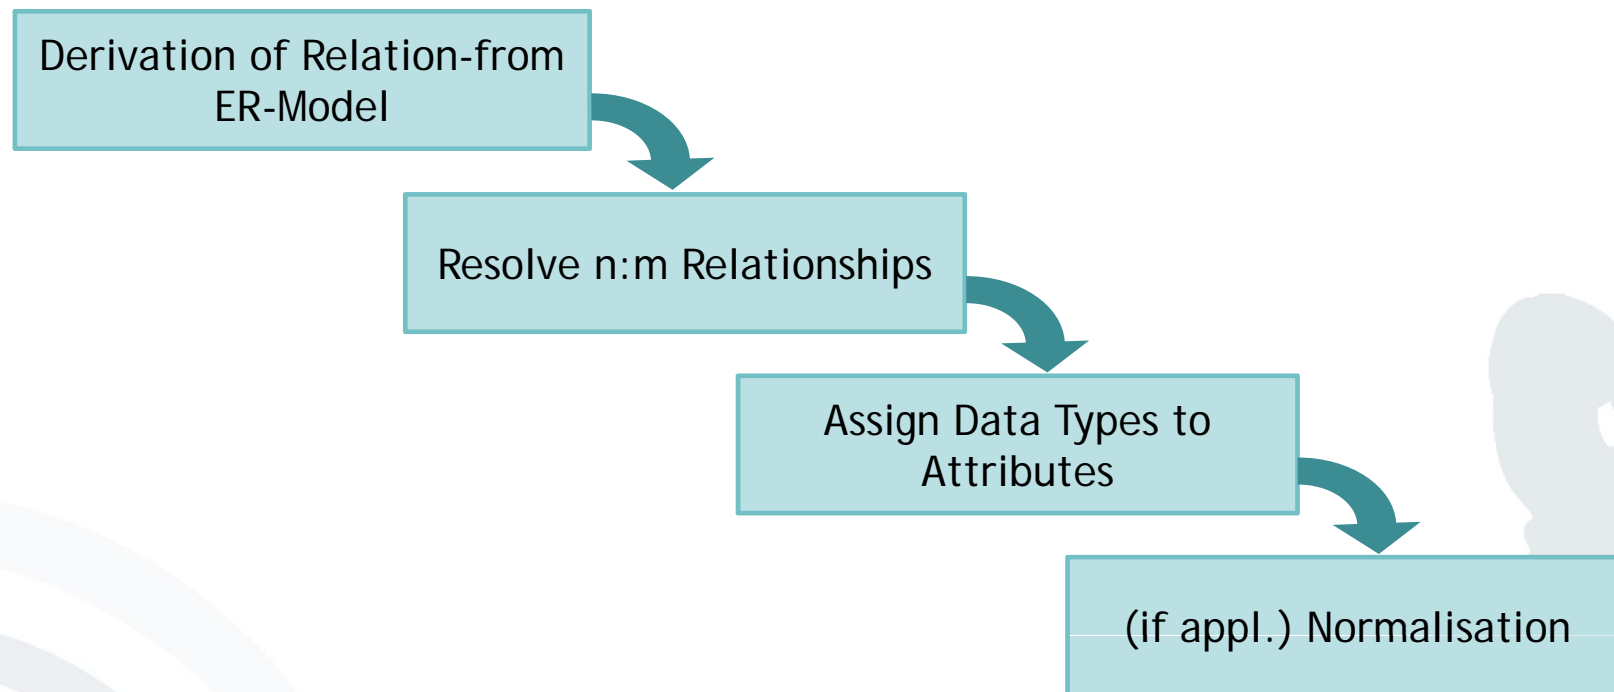 Derivation of Relation-from
ER-Model
Resolve n:m Relationships
Assign Data Types to
Attributes
(if appl.) Normalisation